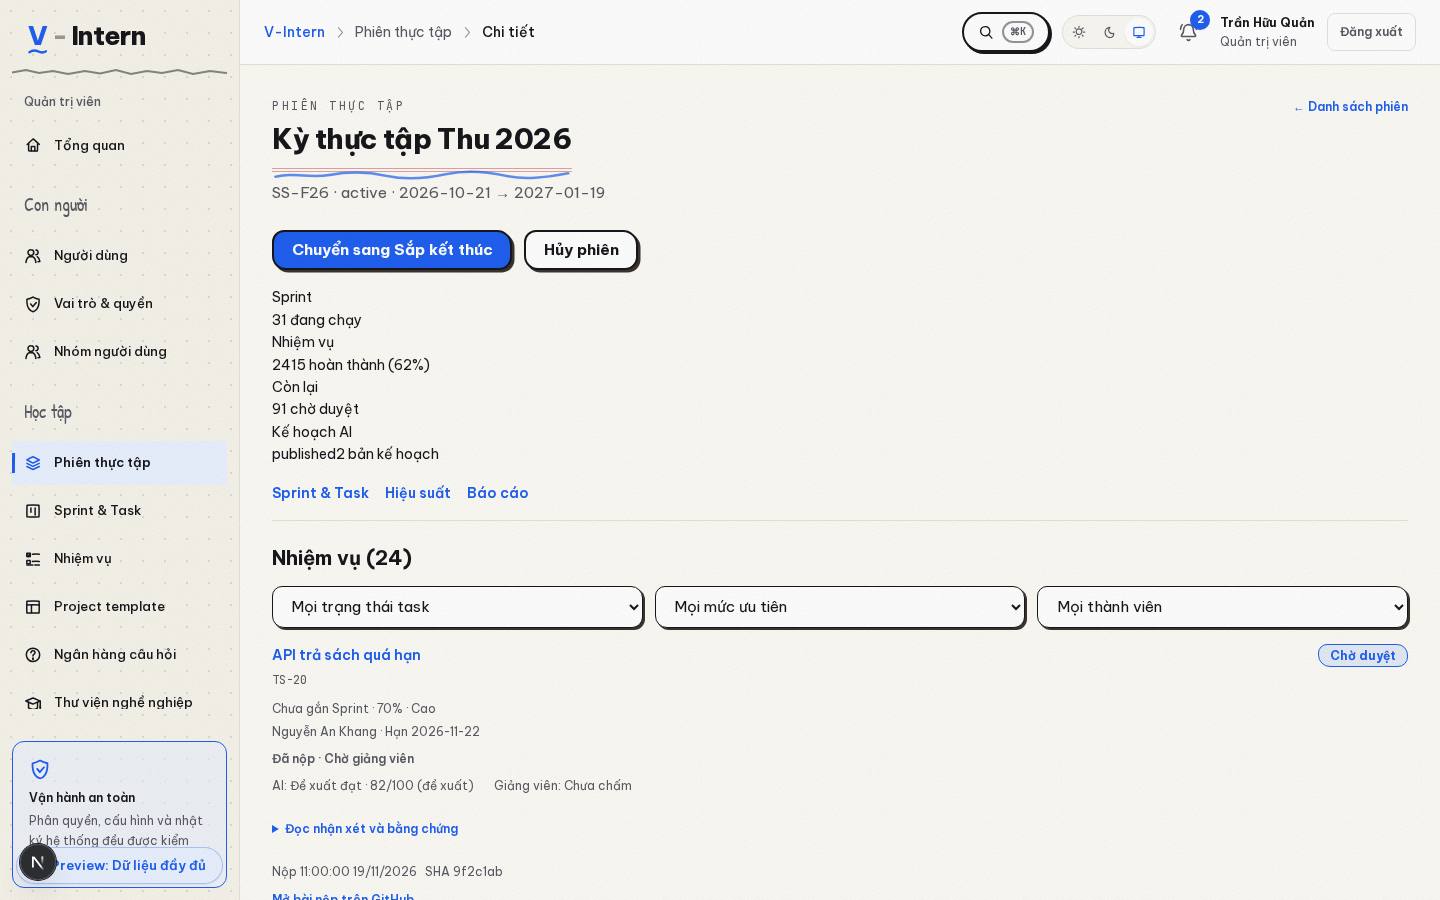 V - Intern
Quản trị viên
Tổng quan
Con người
Người dùng
Vai trò & quyền
Nhóm người dùng
Học tập
Phiên thực tập
Sprint & Task
Nhiệm vụ
Project template
Ngân hàng câu hỏi
Thư viện nghề nghiệp
Vận hành an toàn
Phân quyền, cấu hình và nhật
ký hệ thống đều được kiểm
Preview: Dữ liệu đầy đủ
N
V-Intern > Phiên thực tập > Chi tiết
⌘K
2
Trần Hữu Quản
Quản trị viên
Đăng xuất
PHIÊN THỰC TẬP
← Danh sách phiên
Kỳ thực tập Thu 2026
SS-F26 · active · 2026-10-21 → 2027-01-19
Chuyển sang Sắp kết thúc
Hủy phiên
Sprint
31 đang chạy
Nhiệm vụ
2415 hoàn thành (62%)
Còn lại
91 chờ duyệt
Kế hoạch AI
published2 bản kế hoạch
Sprint & Task Hiệu suất Báo cáo
Nhiệm vụ (24)
Mọi trạng thái task
Mọi mức ưu tiên
Mọi thành viên
API trả sách quá hạn
Chờ duyệt
TS-20
Chưa gắn Sprint · 70% · Cao
Nguyễn An Khang · Hạn 2026-11-22
Đã nộp · Chờ giảng viên
AI: Đề xuất đạt · 82/100 (đề xuất) Giảng viên: Chưa chấm
▶ Đọc nhận xét và bằng chứng
Nộp 11:00:00 19/11/2026 SHA 9f2c1ab
Mở bài nộp trên GitHub